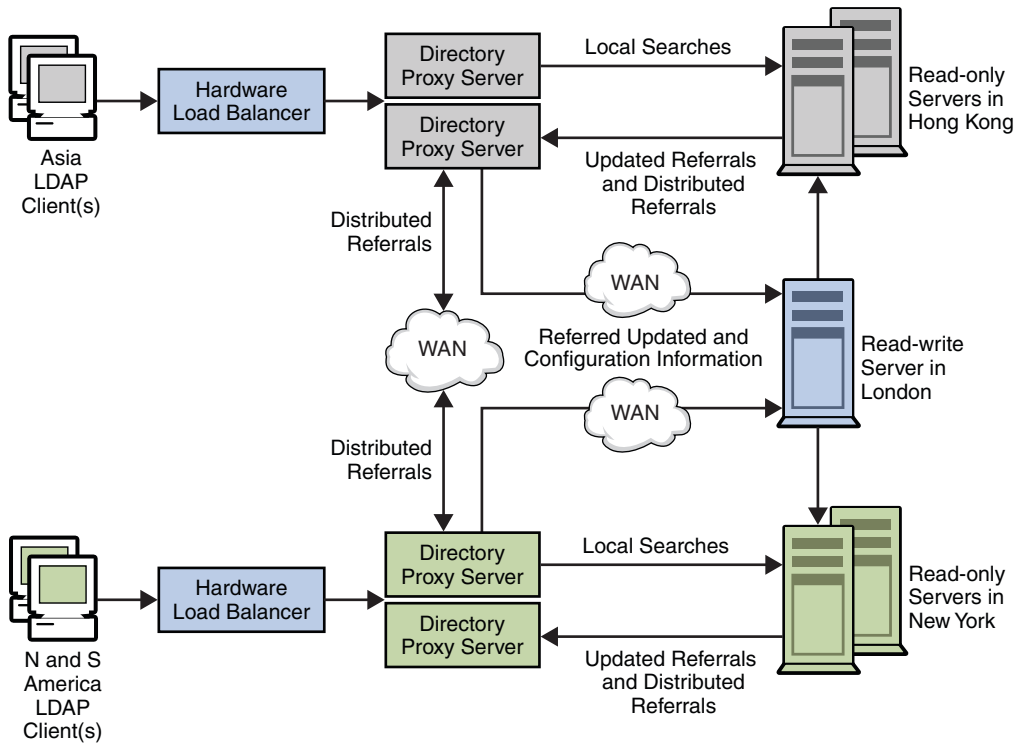 Directory
Proxy Server
Local Searches
Hardware
Load Balancer
Directory
Proxy Server
Read-only
Servers in
Hong Kong
Asia
LDAP
Client(s)
Updated Referrals
and Distributed
Referrals
Distributed
Referrals
WAN
WAN
Referred Updated and
Configuration Information
Read-write
Server in
London
WAN
Distributed
Referrals
Directory
Proxy Server
Local Searches
Hardware
Load Balancer
Directory
Proxy Server
Read-only
Servers in
New York
N and S
America
LDAP
Client(s)
Updated Referrals
and Distributed
Referrals